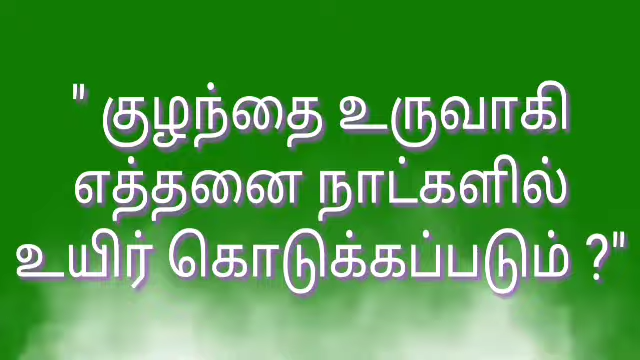 " குழந்தை உருவாகி
எத்தனை நாட்களில்
உயிர் கொடுக்கப்படும் ?"